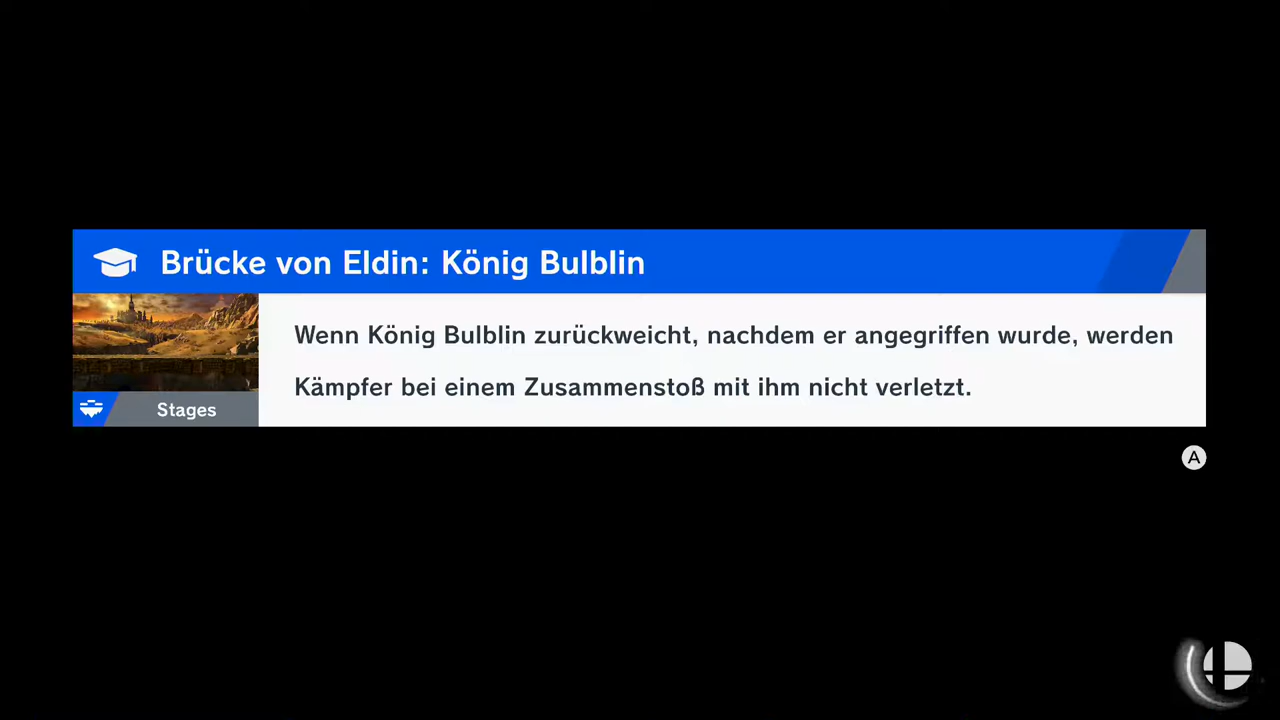 Brücke von Eldin: König Bulblin
Wenn König Bulblin zurückweicht, nachdem er angegriffen wurde, werden
Kämpfer bei einem Zusammenstoß mit ihm nicht verletzt.
Stages
A